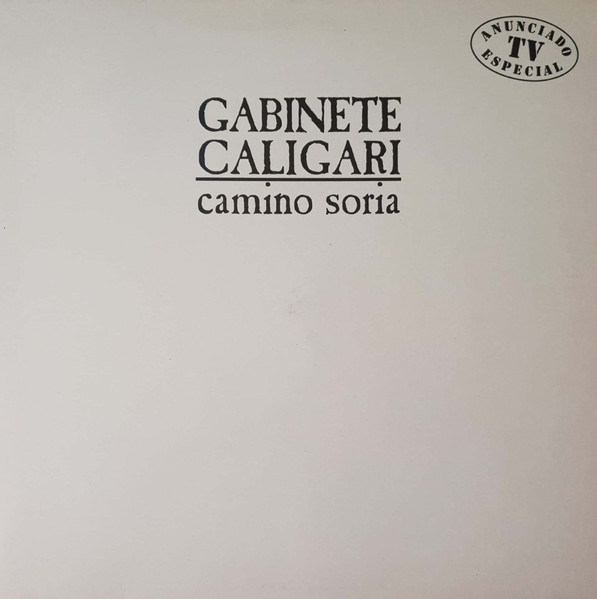 ANUNCIADO
TV
ESPECIAL
GABINETE
CALIGARI
camino soria